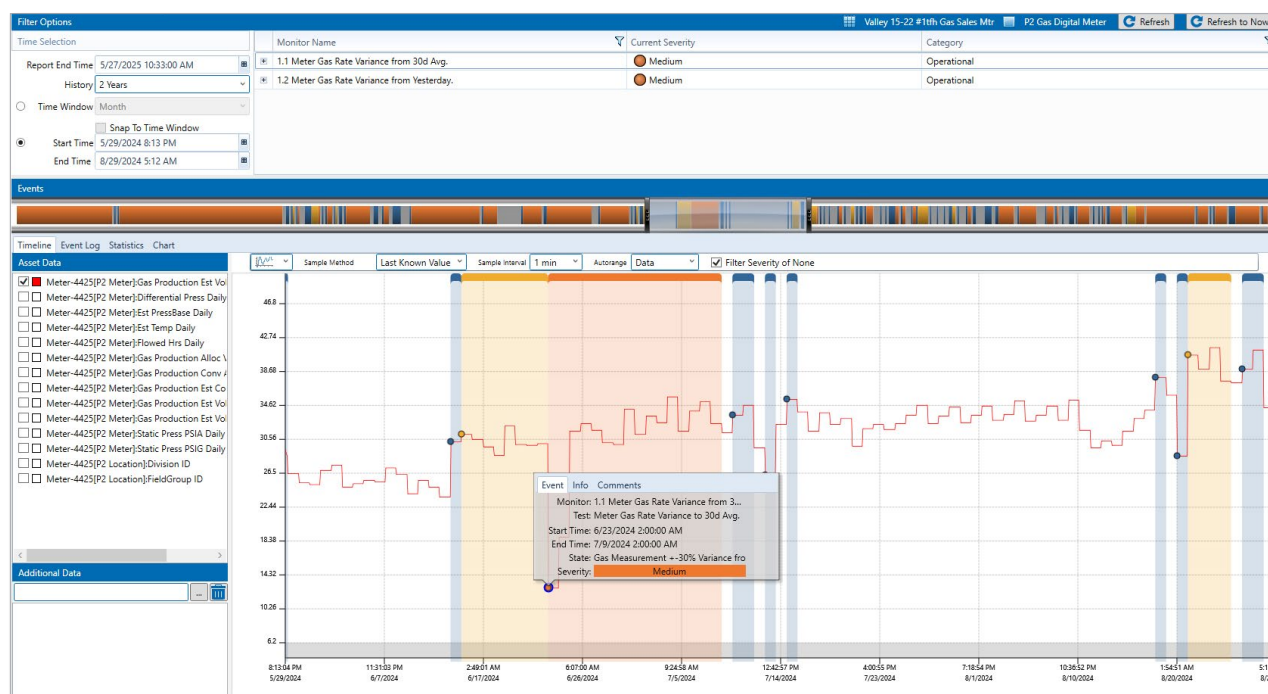 Filter Options
Valley 15-22 #1tfh Gas Sales Mtr P2 Gas Digital Meter Refresh Refresh to Now
Time Selection
Report End Time 5/27/2025 10:33:00 AM
History 2 Years
Time Window Month
Snap To Time Window
Start Time 5/29/2024 8:13 PM
End Time 8/29/2024 5:12 AM
Monitor Name Current Severity Category
1.1 Meter Gas Rate Variance from 30d Avg. Medium Operational
1.2 Meter Gas Rate Variance from Yesterday. Medium Operational
Events
Timeline Event Log Statistics Chart
Asset Data
Sample Method Last Known Value Sample Interval 1 min Autorange Data Filter Severity of None
Meter-4425[P2 Meter]:Gas Production Est Vol
Meter-4425[P2 Meter]:Differential Press Daily
Meter-4425[P2 Meter]:Est PressBase Daily
Meter-4425[P2 Meter]:Est Temp Daily
Meter-4425[P2 Meter]:Flowed Hrs Daily
Meter-4425[P2 Meter]:Gas Production Alloc
Meter-4425[P2 Meter]:Gas Production Conv
Meter-4425[P2 Meter]:Gas Production Est Co
Meter-4425[P2 Meter]:Gas Production Est Vo
Meter-4425[P2 Meter]:Gas Production Est Vo
Meter-4425[P2 Meter]:Static Press PSIA Daily
Meter-4425[P2 Meter]:Static Press PSIG Daily
Meter-4425[P2 Location]:Division ID
Meter-4425[P2 Location]:FieldGroup ID
Additional Data
...
46.8
42.74
38.68
34.62
30.56
26.5
22.44
18.38
14.32
10.26
6.2
Event Info Comments
Monitor: 1.1 Meter Gas Rate Variance from 3...
Test: Meter Gas Rate Variance to 30d Avg.
Start Time: 6/23/2024 2:00:00 AM
End Time: 7/9/2024 2:00:00 AM
State: Gas Measurement +-30% Variance fro
Severity: Medium
8:13:04 PM 11:31:03 PM 2:49:01 AM 6:07:00 AM 9:24:58 AM 12:42:57 PM 4:00:55 PM 7:18:54 PM 10:36:52 PM 1:54:51 AM 5:1
5/29/2024 6/7/2024 6/17/2024 6/26/2024 7/5/2024 7/14/2024 7/23/2024 8/1/2024 8/10/2024 8/20/2024 8/2